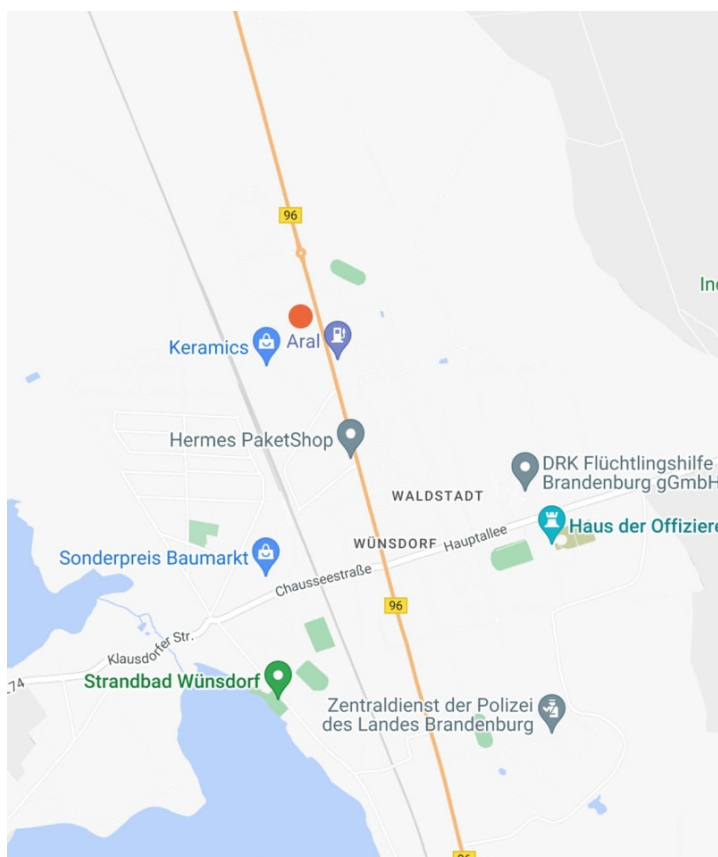 96
Inc
Keramics
Aral
Hermes PaketShop
DRK Flüchtlingshilfe
Brandenburg gGmbH
WALDSTADT
Haus der Offiziere
WÜNSDORF
Hauptallee
Sonderpreis Baumarkt
Chausseestraße
96
Klausdorfer Str.
Strandbad Wünsdorf
L74
Zentraldienst der Polizei
des Landes Brandenburg
96